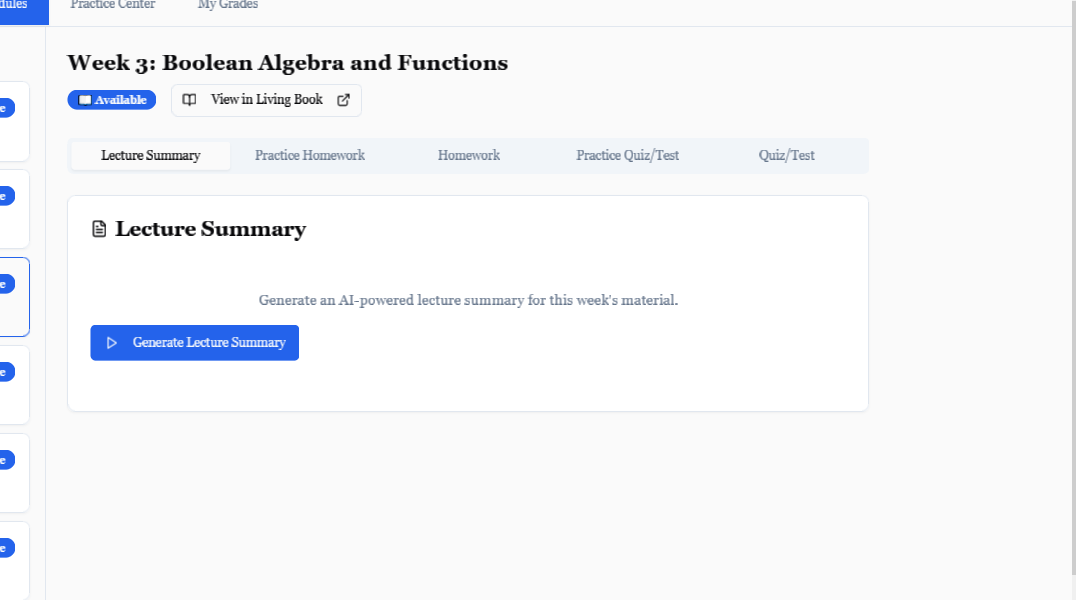 Practice Center
My Grades
Week 3: Boolean Algebra and Functions
Available
View in Living Book
Lecture Summary
Practice Homework
Homework
Practice Quiz/Test
Quiz/Test
Lecture Summary
Generate an AI-powered lecture summary for this week's material.
Generate Lecture Summary